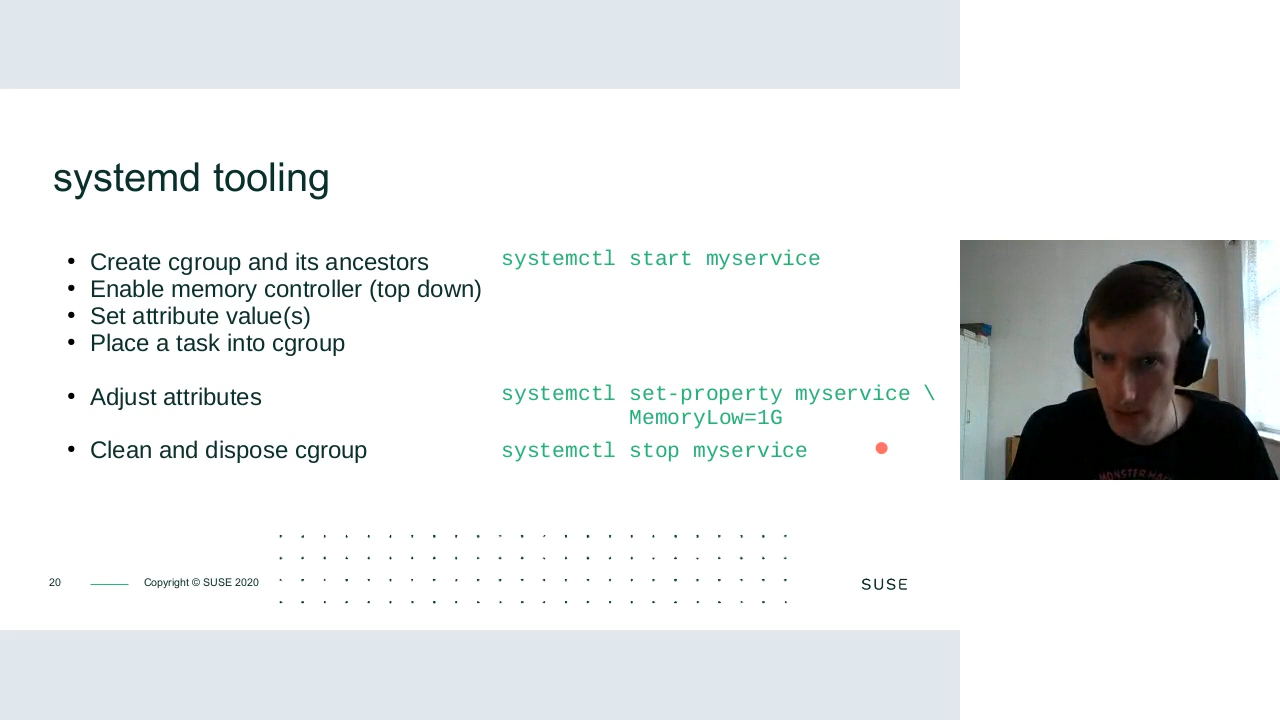 systemd tooling
• Create cgroup and its ancestors
systemctl start myservice
• Enable memory controller (top down)
• Set attribute value(s)
• Place a task into cgroup
• Adjust attributes
systemctl set-property myservice \
MemoryLow=1G
• Clean and dispose cgroup
systemctl stop myservice
20
Copyright © SUSE 2020
SUSE
MONSTER